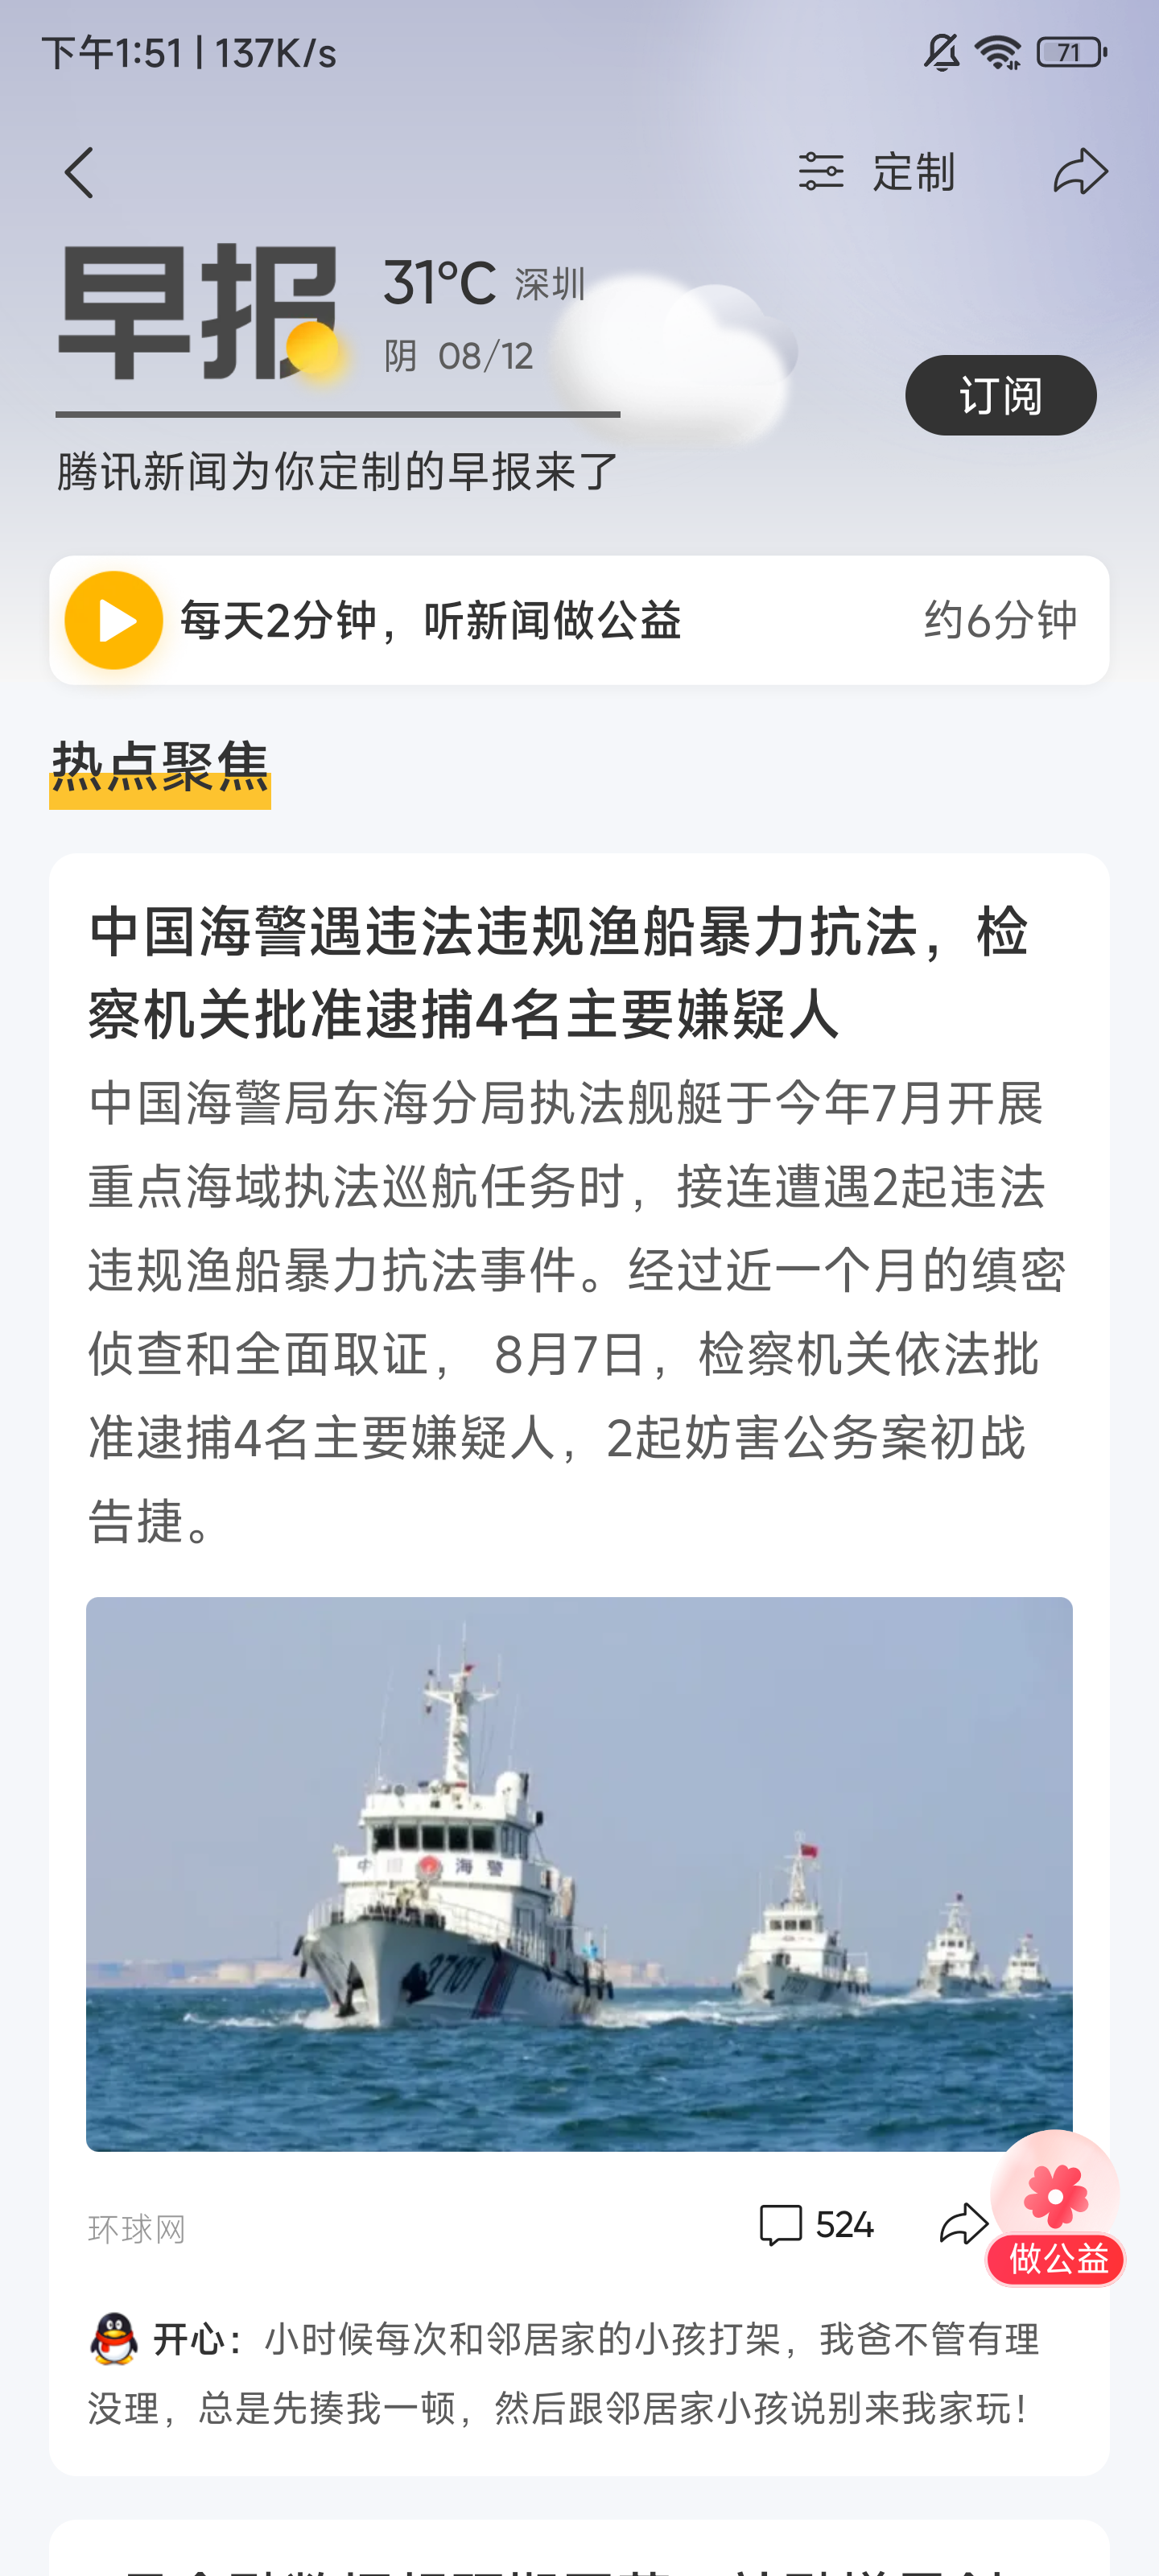 下午1:51 | 137K/s
71
定制
早报
31°C 深圳
阴 08/12
订阅
腾讯新闻为你定制的早报来了
每天2分钟，听新闻做公益
约6分钟
热点聚焦
中国海警遇违法违规渔船暴力抗法，检
察机关批准逮捕4名主要嫌疑人
中国海警局东海分局执法舰艇于今年7月开展
重点海域执法巡航任务时，接连遭遇2起违法
违规渔船暴力抗法事件。经过近一个月的缜密
侦查和全面取证， 8月7日，检察机关依法批
准逮捕4名主要嫌疑人，2起妨害公务案初战
告捷。
中国海警
37101
环球网
524
做公益
开心：小时候每次和邻居家的小孩打架，我爸不管有理
没理，总是先揍我一顿，然后跟邻居家小孩说别来我家玩！